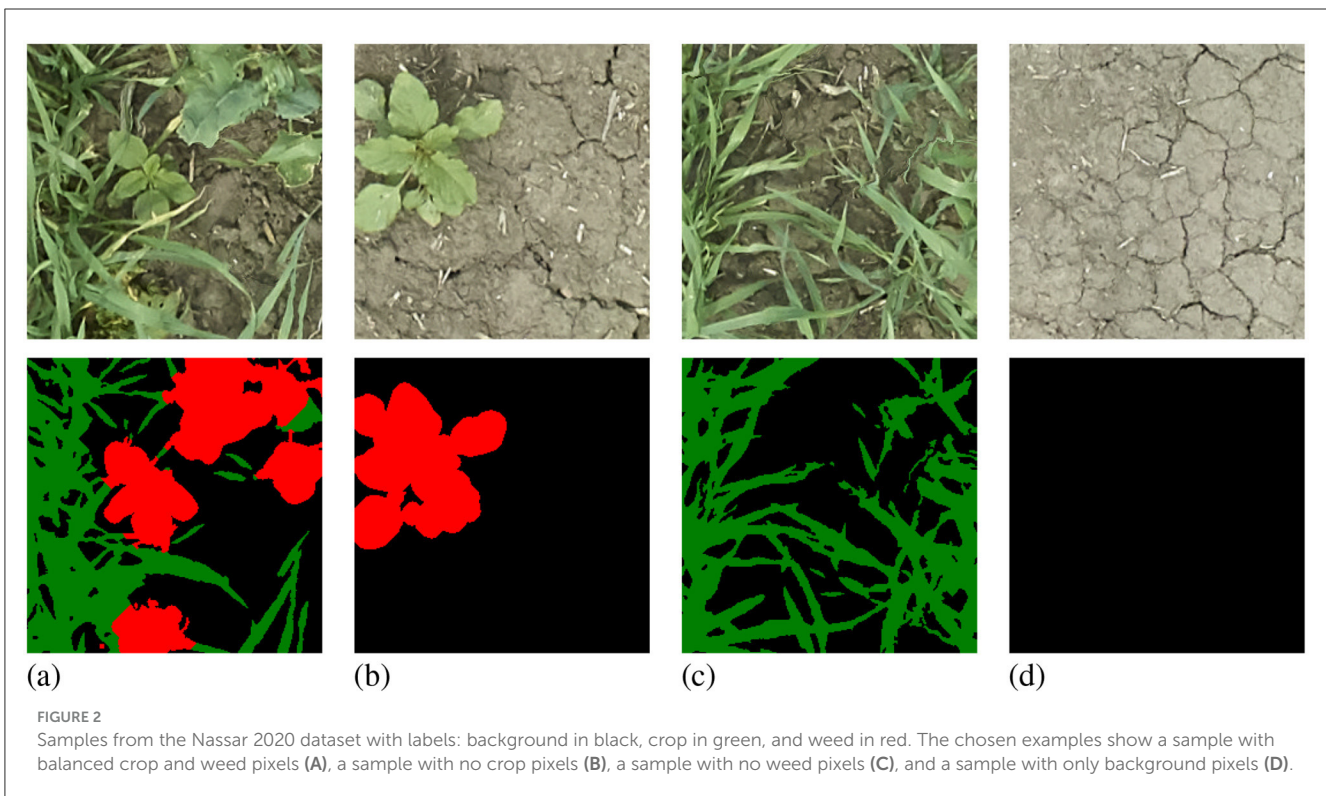 (a) (b) (c) (d)
FIGURE 2
Samples from the Nassar 2020 dataset with labels: background in black, crop in green, and weed in red. The chosen examples show a sample with
balanced crop and weed pixels (A), a sample with no crop pixels (B), a sample with no weed pixels (C), and a sample with only background pixels (D).